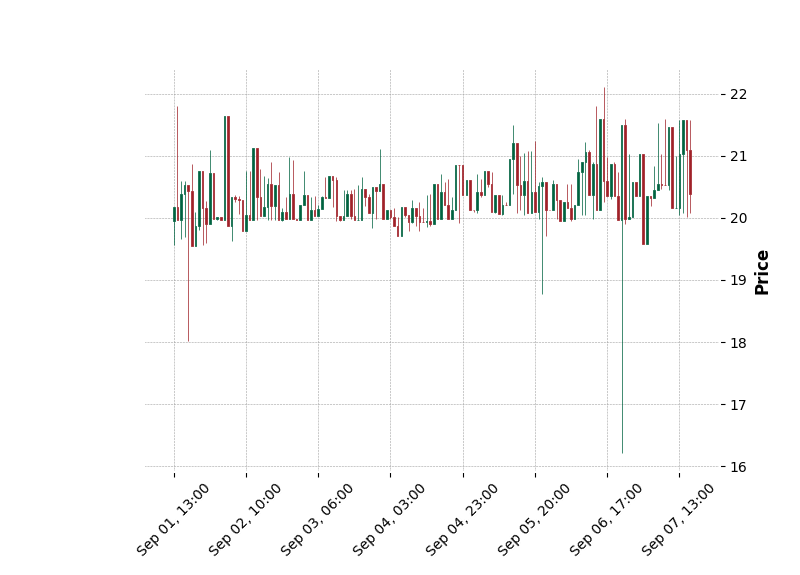 22
21
20
19
18
17
16
Price
Sep 01, 13:00
Sep 02, 10:00
Sep 03, 06:00
Sep 04, 03:00
Sep 04, 23:00
Sep 05, 20:00
Sep 06, 17:00
Sep 07, 13:00